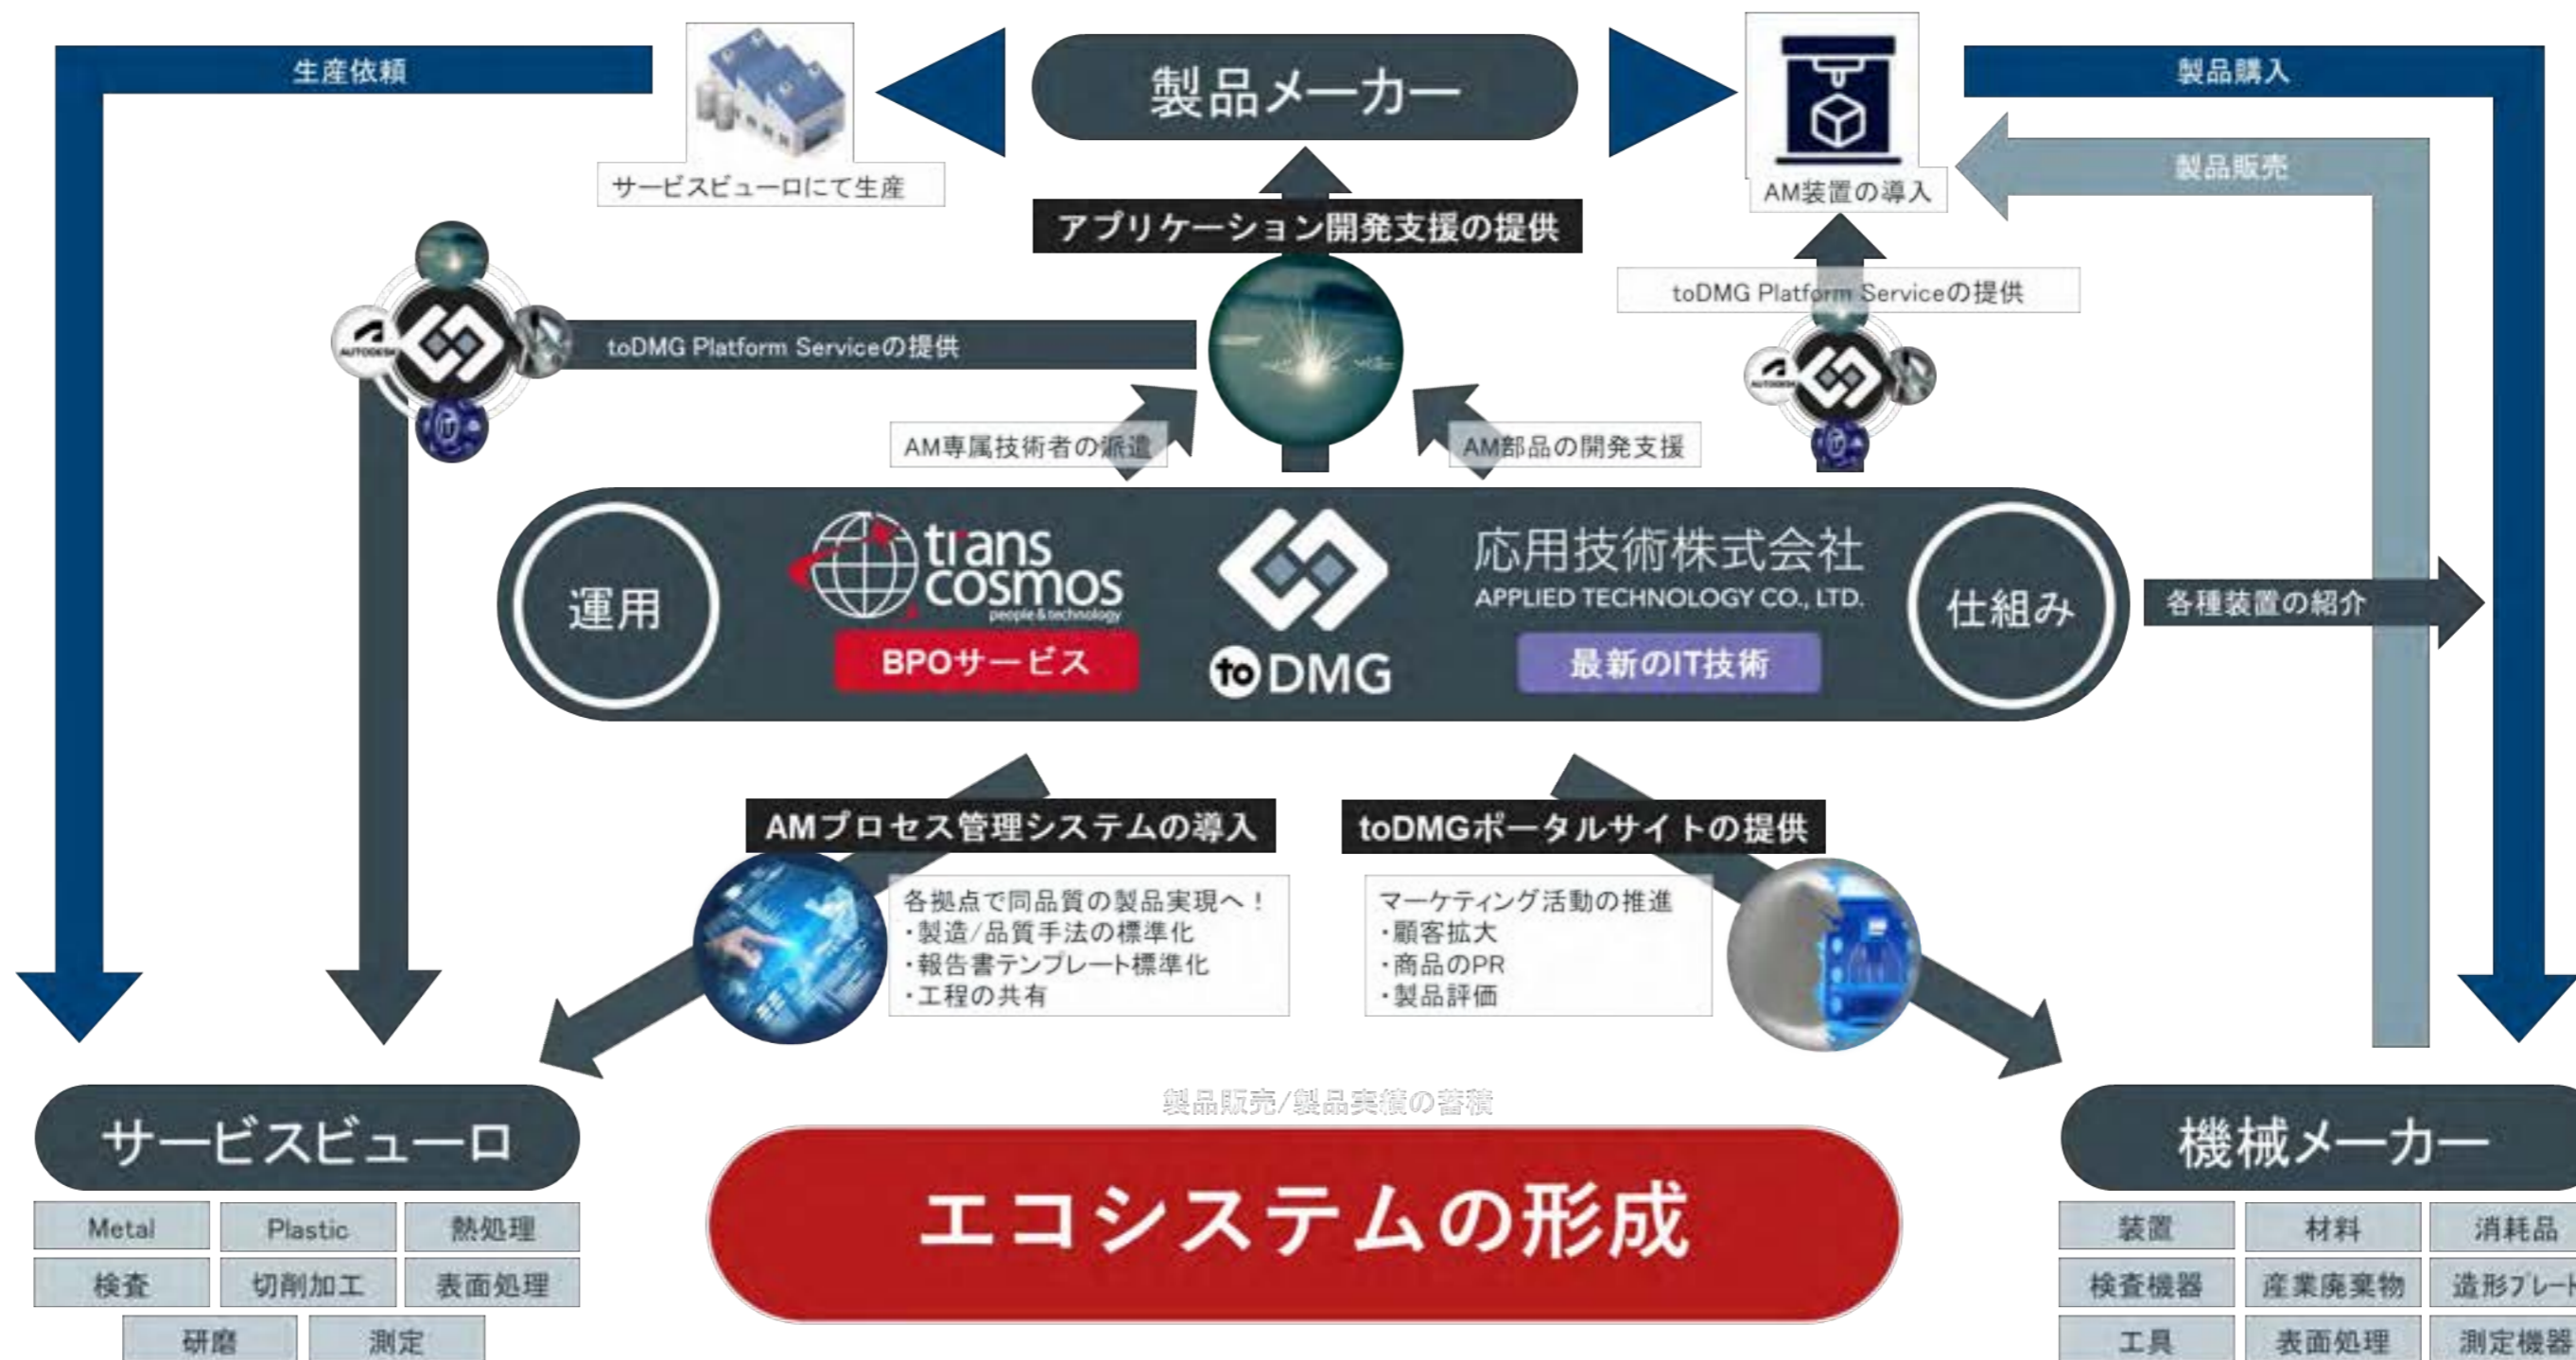 生産依頼
製品メーカー
製品購入
製品販売
サービスビューロにて生産
AM装置の導入
アプリケーション開発支援の提供
toDMG Platform Serviceの提供
AUTODESK
toDMG Platform Serviceの提供
AUTODESK
IT
IT
AM専属技術者の派遣
AM部品の開発支援
運用
trans
cosmos
people & technology
BPOサービス
to DMG
応用技術株式会社
APPLIED TECHNOLOGY CO., LTD.
最新のIT技術
仕組み
各種装置の紹介
AMプロセス管理システムの導入
各拠点で同品質の製品実現へ！
・製造/品質手法の標準化
・報告書テンプレート標準化
・工程の共有
toDMGポータルサイトの提供
マーケティング活動の推進
・顧客拡大
・商品のPR
・製品評価
製品販売/製品実績の蓄積
エコシステムの形成
サービスビューロ
Metal
Plastic
熱処理
検査
切削加工
表面処理
研磨
測定
機械メーカー
装置
材料
消耗品
検査機器
産業廃棄物
造形プレート
工具
表面処理
測定機器